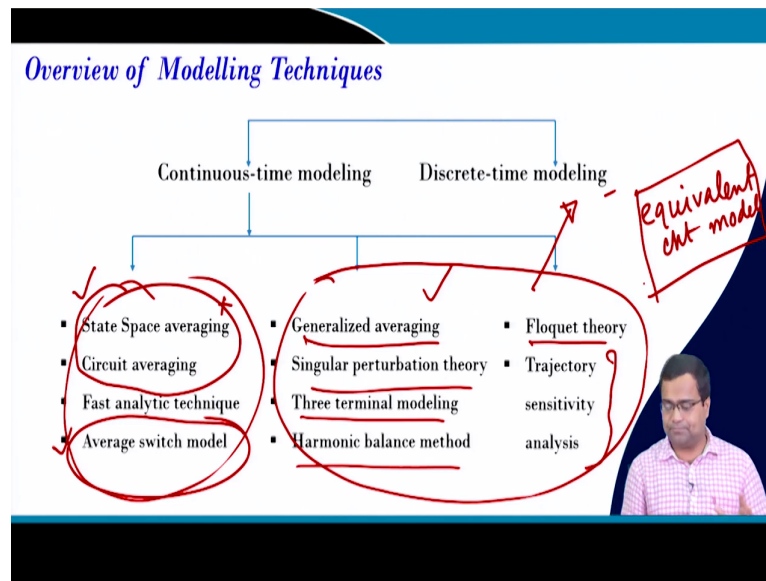 Overview of Modelling Techniques
Continuous-time modeling
Discrete-time modeling
equivalent
ckt model
▪ State Space averaging
▪ Circuit averaging
▪ Fast analytic technique
▪ Average switch model
▪ Generalized averaging
▪ Singular perturbation theory
▪ Three terminal modeling
▪ Harmonic balance method
▪ Floquet theory
▪ Trajectory
sensitivity
analysis